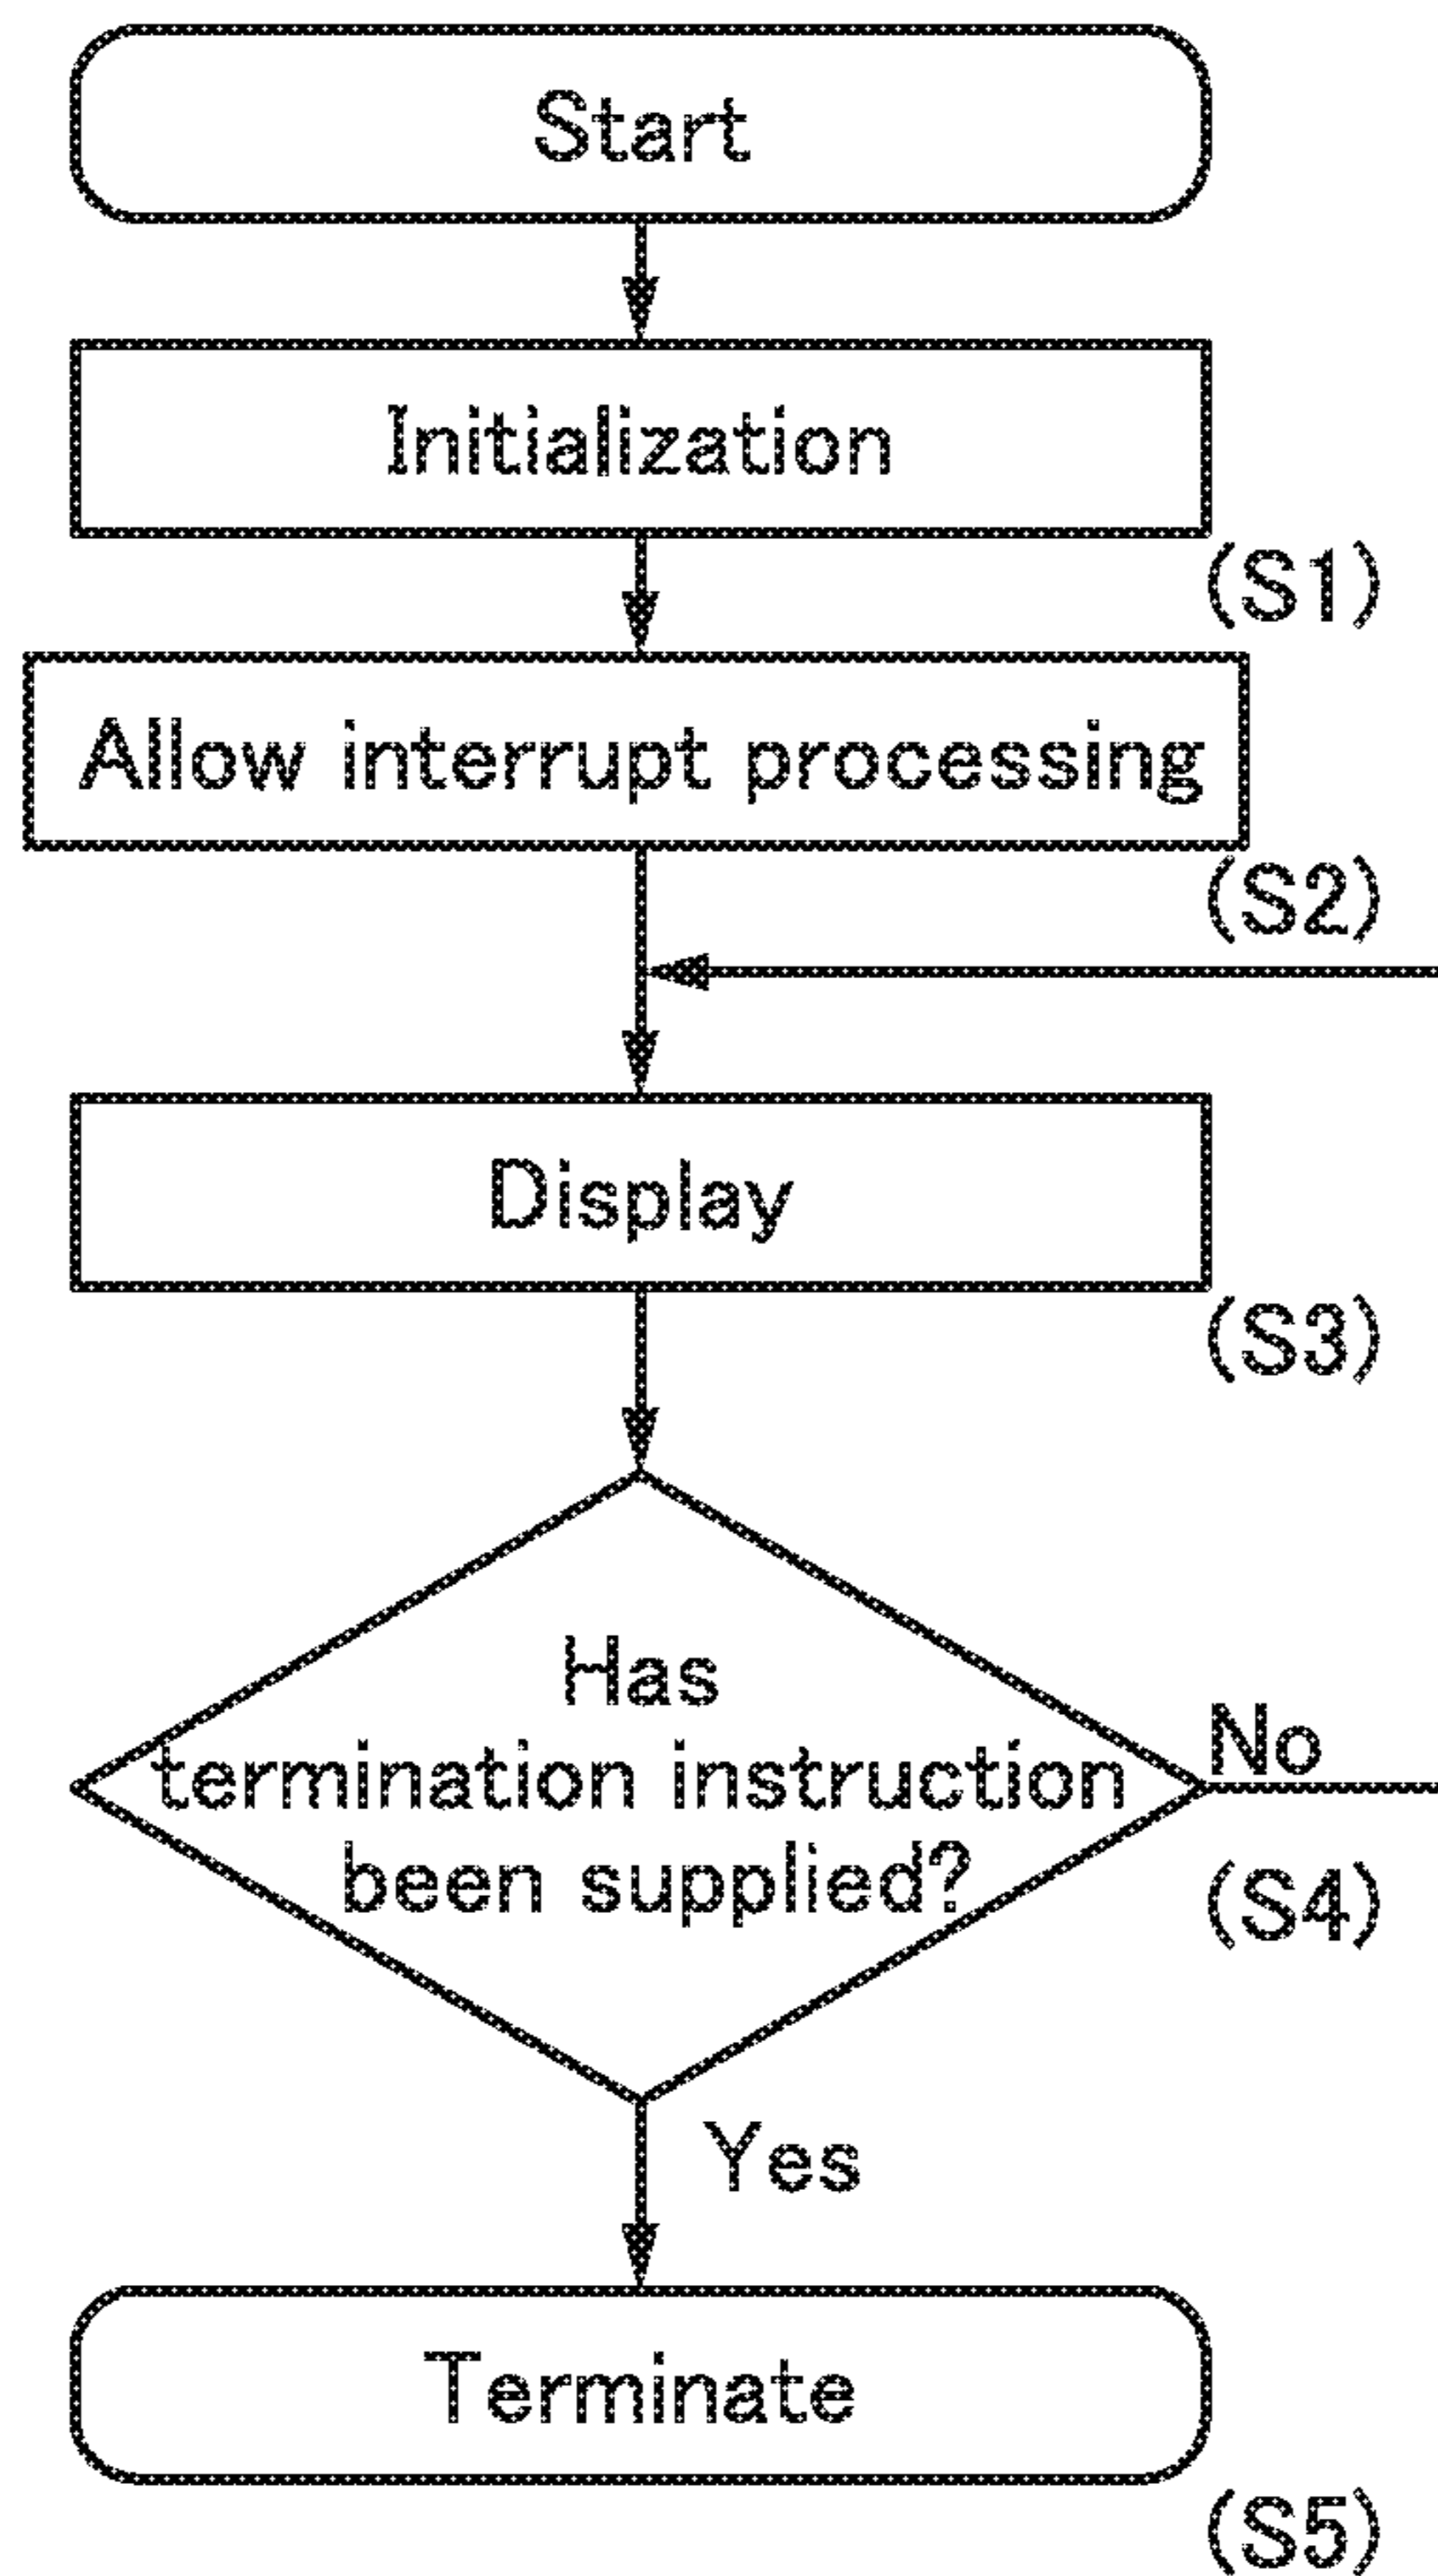 Start
Initialization
(S1)
Allow interrupt processing
(S2)
Display
(S3)
Has
termination instruction
been supplied?
No
(S4)
Yes
Terminate
(S5)